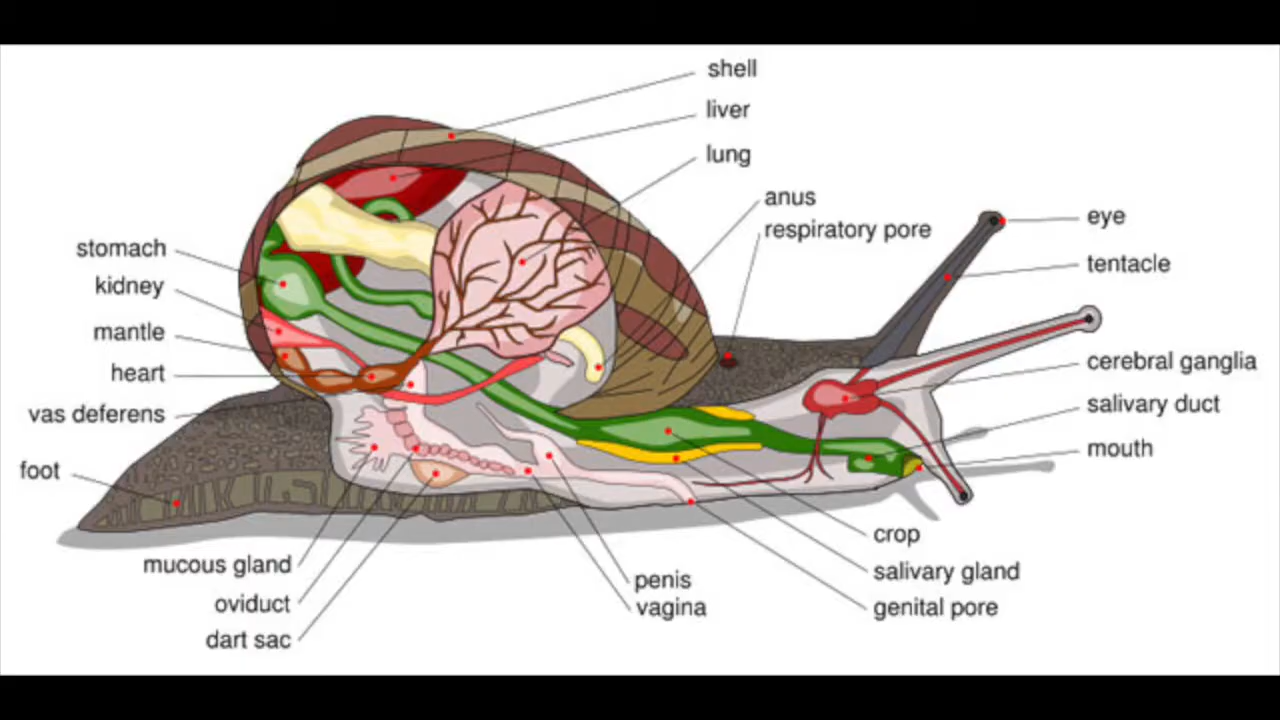 shell
liver
lung
anus
respiratory pore
eye
tentacle
stomach
kidney
mantle
heart
vas deferens
foot
cerebral ganglia
salivary duct
mouth
mucous gland
oviduct
dart sac
penis
vagina
crop
salivary gland
genital pore